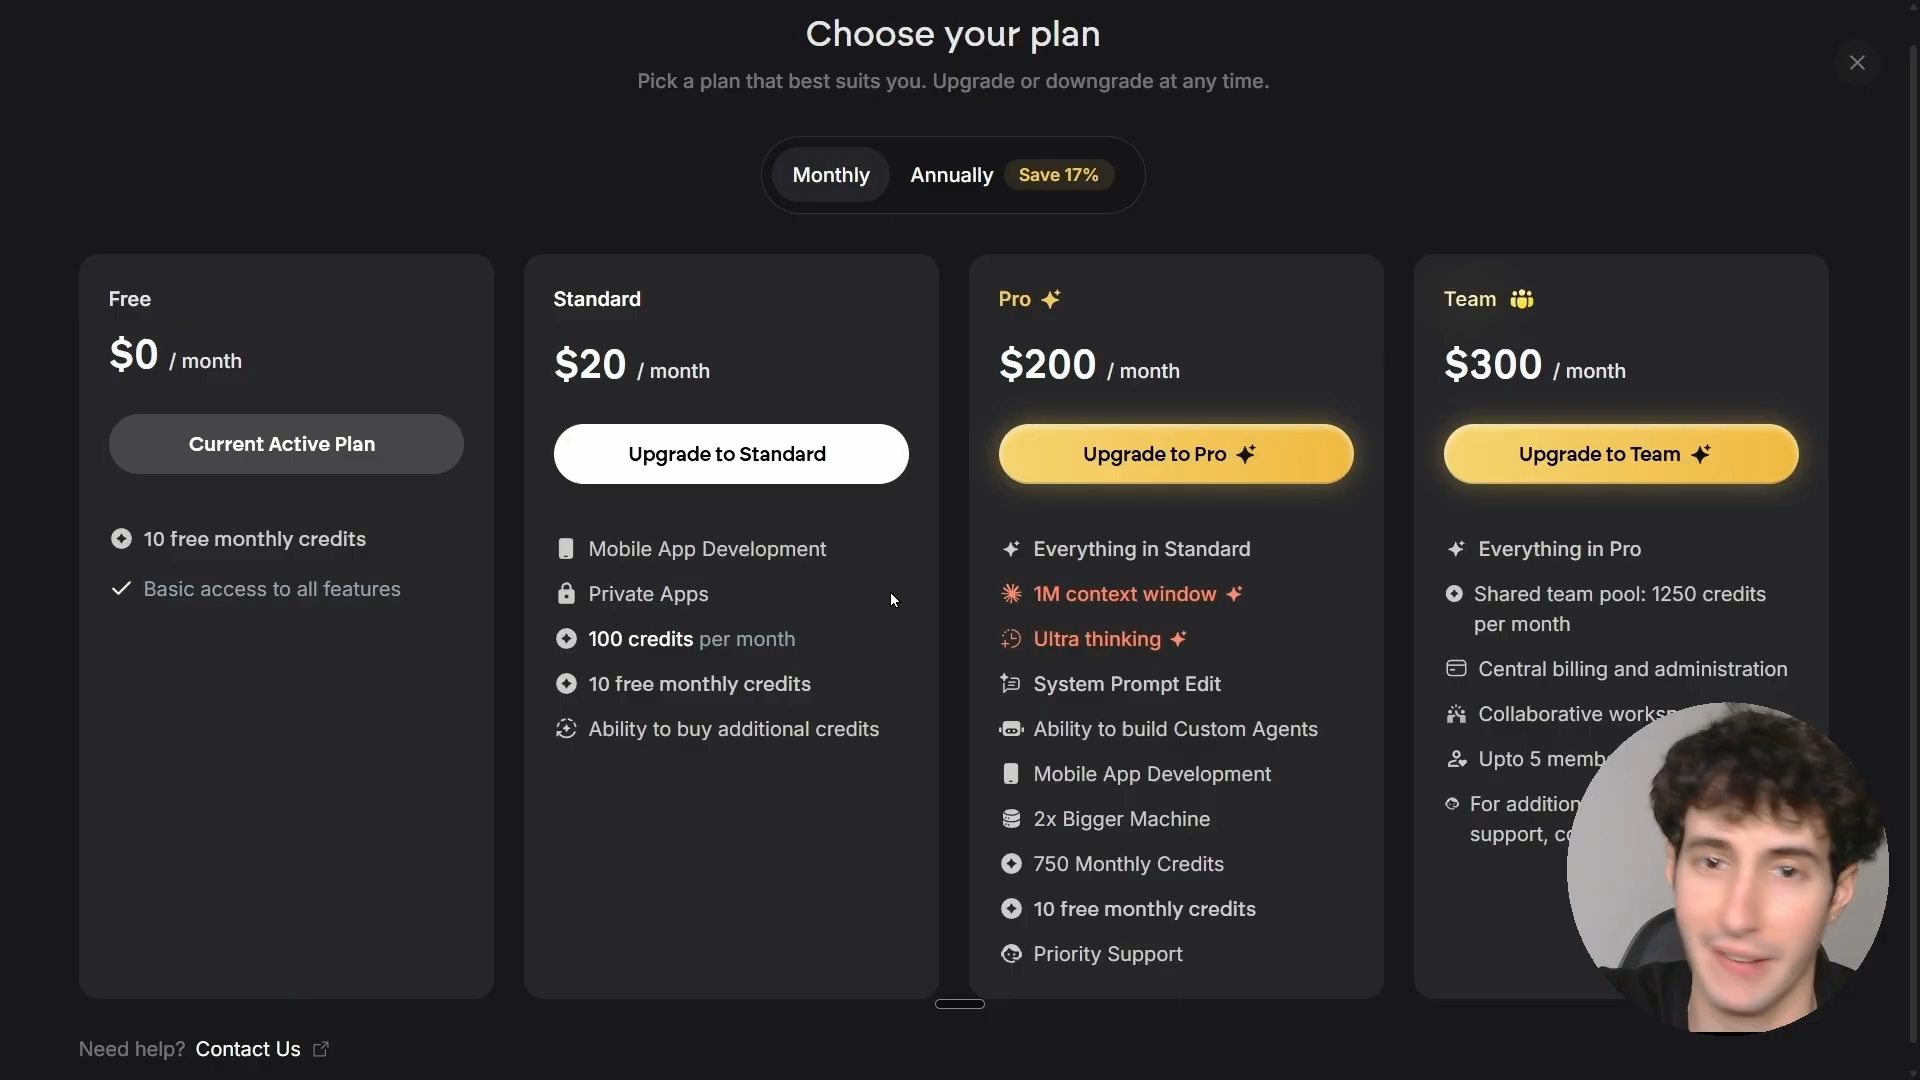 Choose your plan
Pick a plan that best suits you. Upgrade or downgrade at any time.
Monthly Annually Save 17%
Free
$0 / month
Current Active Plan
10 free monthly credits
Basic access to all features
Standard
$20 / month
Upgrade to Standard
Mobile App Development
Private Apps
100 credits per month
10 free monthly credits
Ability to buy additional credits
Pro
$200 / month
Upgrade to Pro
Everything in Standard
1M context window
Ultra thinking
System Prompt Edit
Ability to build Custom Agents
Mobile App Development
2x Bigger Machine
750 Monthly Credits
10 free monthly credits
Priority Support
Team
$300 / month
Upgrade to Team
Everything in Pro
Shared team pool: 1250 credits
per month
Central billing and administration
Collaborative
Upto 5
For
support,
Need help? Contact Us